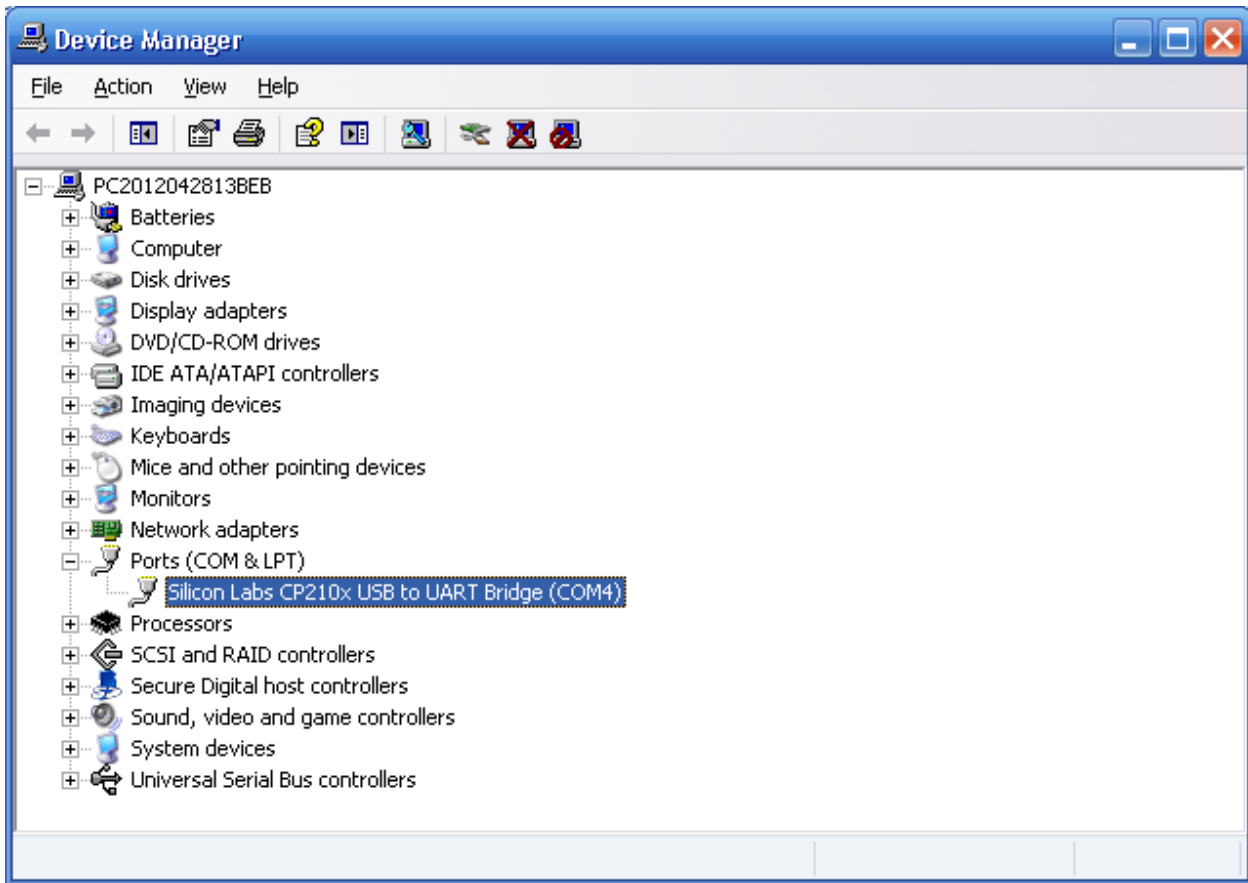 Device Manager
File Action View Help
PC2012042813BEB
Batteries
Computer
Disk drives
Display adapters
DVD/CD-ROM drives
IDE ATA/ATAPI controllers
Imaging devices
Keyboards
Mice and other pointing devices
Monitors
Network adapters
Ports (COM & LPT)
Silicon Labs CP210x USB to UART Bridge (COM4)
Processors
SCSI and RAID controllers
Secure Digital host controllers
Sound, video and game controllers
System devices
Universal Serial Bus controllers